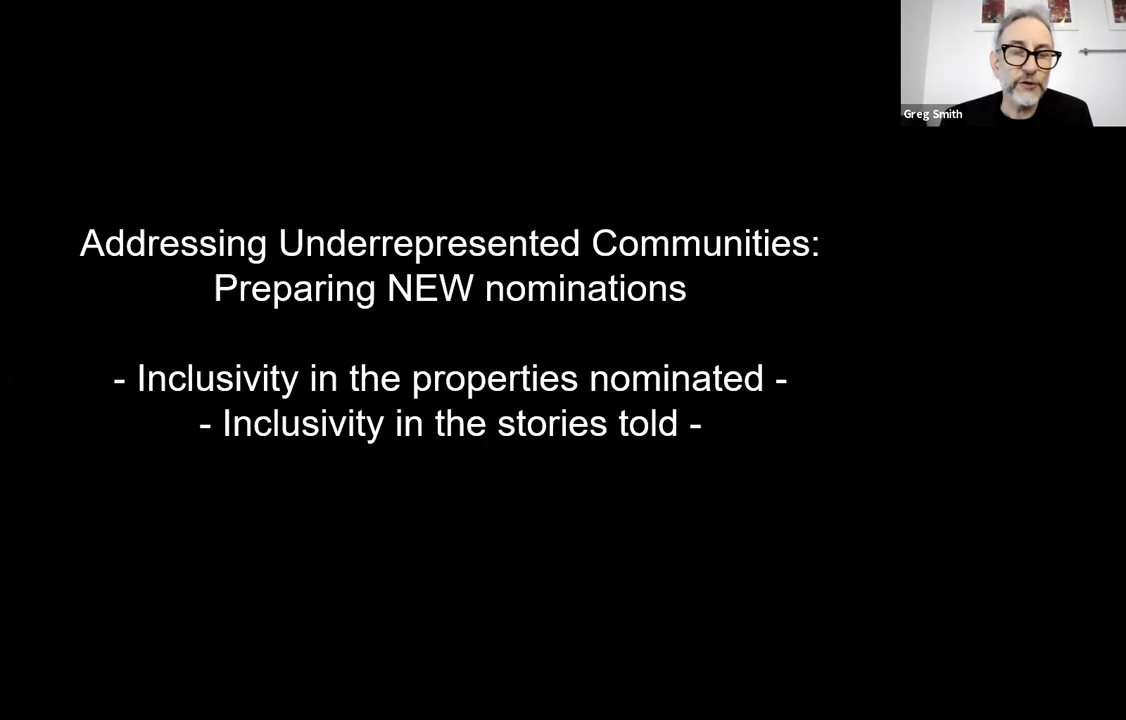 Greg Smith
Addressing Underrepresented Communities:
Preparing NEW nominations
- Inclusivity in the properties nominated -
- Inclusivity in the stories told -